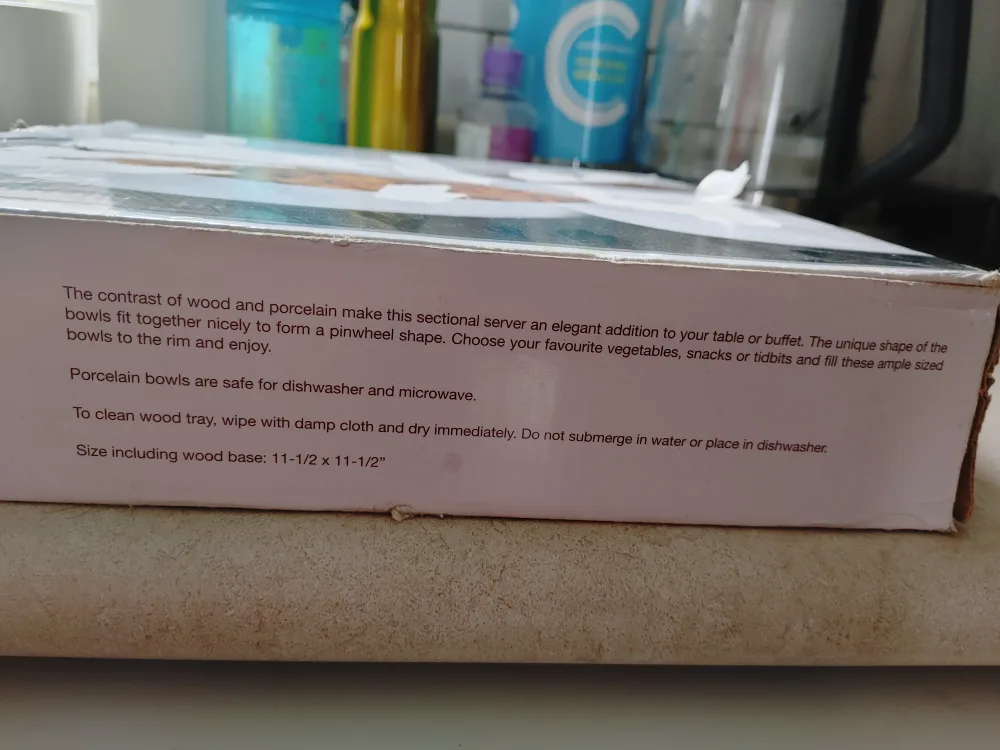 The contrast of wood and porcelain make this sectional server an elegant addition to your table or buffet. The unique shape of the
bowls fit together nicely to form a pinwheel shape. Choose your favourite vegetables, snacks or tidbits and fill these ample sized
bowls to the rim and enjoy.
Porcelain bowls are safe for dishwasher and microwave.
To clean wood tray, wipe with damp cloth and dry immediately. Do not submerge in water or place in dishwasher.
Size including wood base: 11-1/2 x 11-1/2”